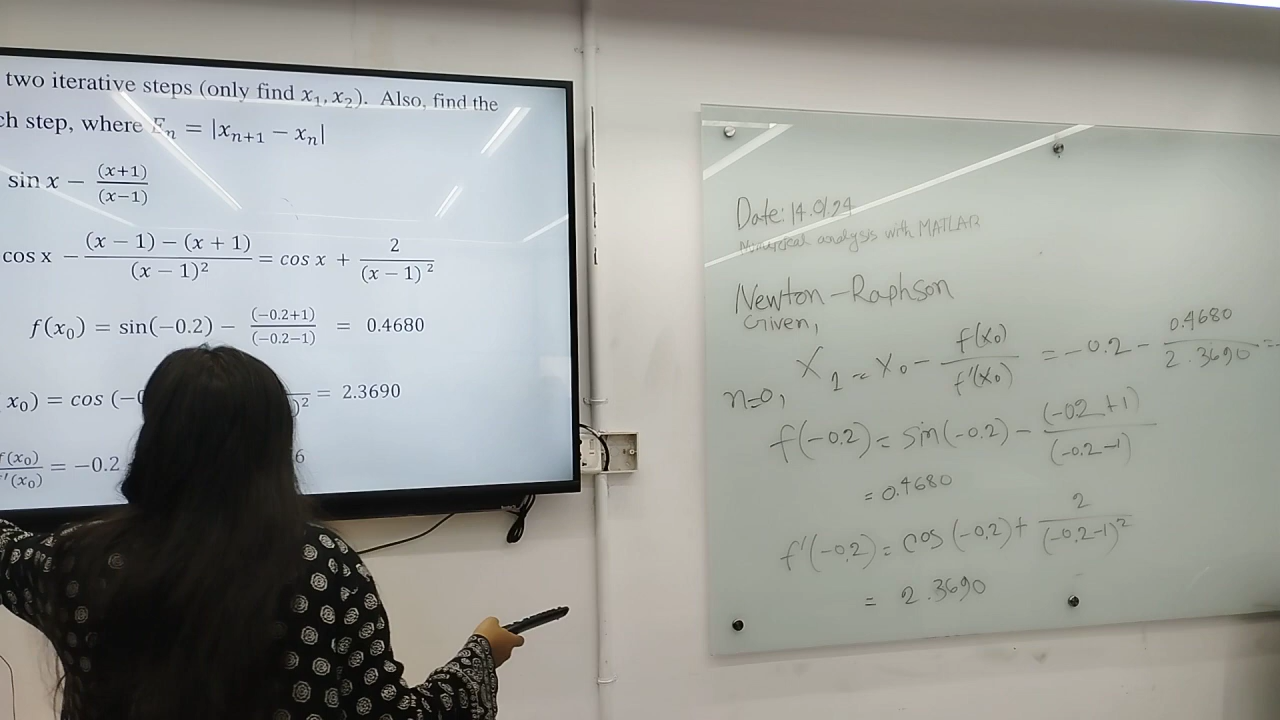 two iterative steps (only find x₁, x₂). Also, find the
ch step, where Eₙ = |xₙ₊₁ − xₙ|
sin x − (x+1)/(x−1)
cos x − ((x − 1) − (x + 1))/(x − 1)² = cos x + 2/(x − 1)²
f(x₀) = sin(−0.2) − (−0.2+1)/(−0.2−1) = 0.4680
x₀) = cos (−0 )² = 2.3690
f(x₀)/f'(x₀) = −0.2 6
Date: 14.01.24
Numerical analysis with MATLAB
Newton-Raphson
Given,
n=0, X₁ = X₀ − f(X₀)/f'(X₀) = −0.2 − 0.4680/2.3690 =
f(−0.2) = sin(−0.2) − (−0.2+1)/(−0.2−1)
= 0.4680
f'(−0.2) = cos(−0.2) + 2/(−0.2−1)²
= 2.3690